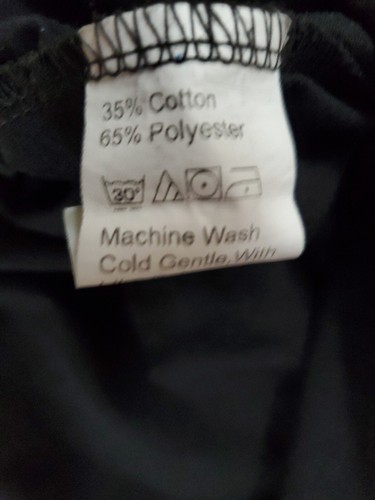 35% Cotton
65% Polyester
30°
Machine Wash
Cold Gentle, With